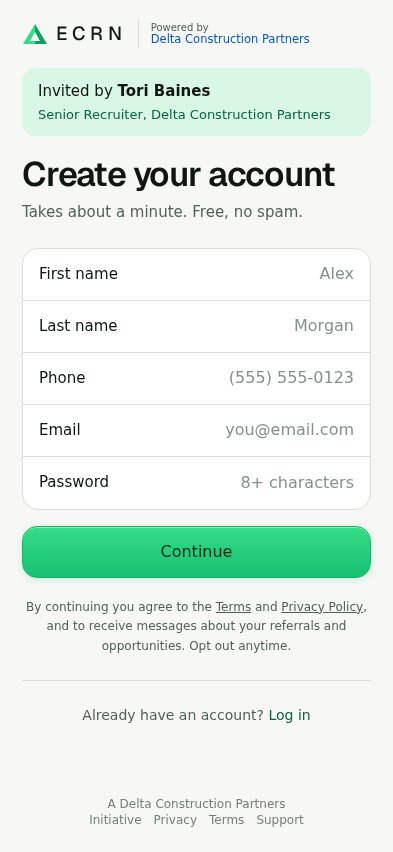 ECRN
Powered by
Delta Construction Partners
Invited by Tori Baines
Senior Recruiter, Delta Construction Partners
Create your account
Takes about a minute. Free, no spam.
First name Alex
Last name Morgan
Phone (555) 555-0123
Email you@email.com
Password 8+ characters
Continue
By continuing you agree to the Terms and Privacy Policy,
and to receive messages about your referrals and
opportunities. Opt out anytime.
Already have an account? Log in
A Delta Construction Partners
Initiative Privacy Terms Support